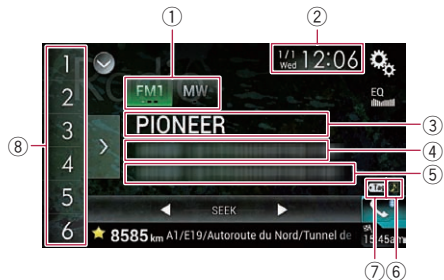 ① ②
1 1/1 Wed 12:06
2 FM1 MW EQ
3 PIONEER ③
⑧ ④
4 ⑤
5 SEEK
6 8585 km A1/E19/Autoroute du Nord/Tunnel de
⑦ ⑥